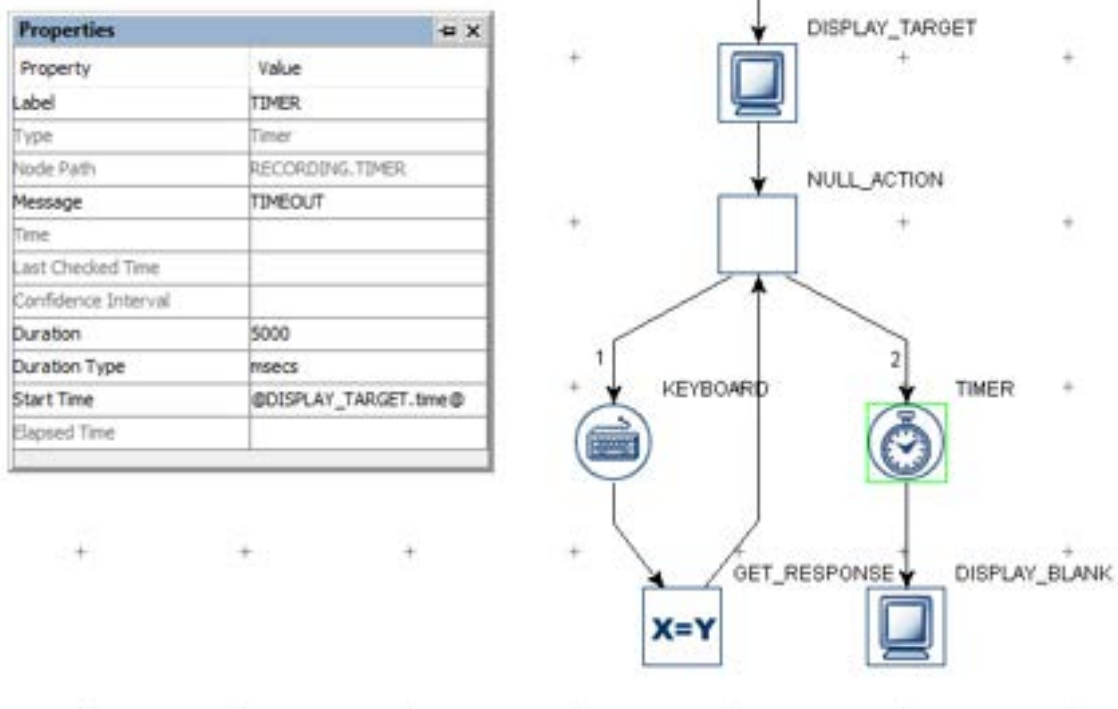 Properties
Property Value
Label TIMER
Type Timer
Node Path RECORDING.TIMER
Message TIMEOUT
Time
Last Checked Time
Confidence Interval
Duration 5000
Duration Type msecs
Start Time @DISPLAY_TARGET.time@
Elapsed Time
DISPLAY_TARGET
NULL_ACTION
1
2
KEYBOARD
TIMER
GET_RESPONSE
DISPLAY_BLANK
X=Y